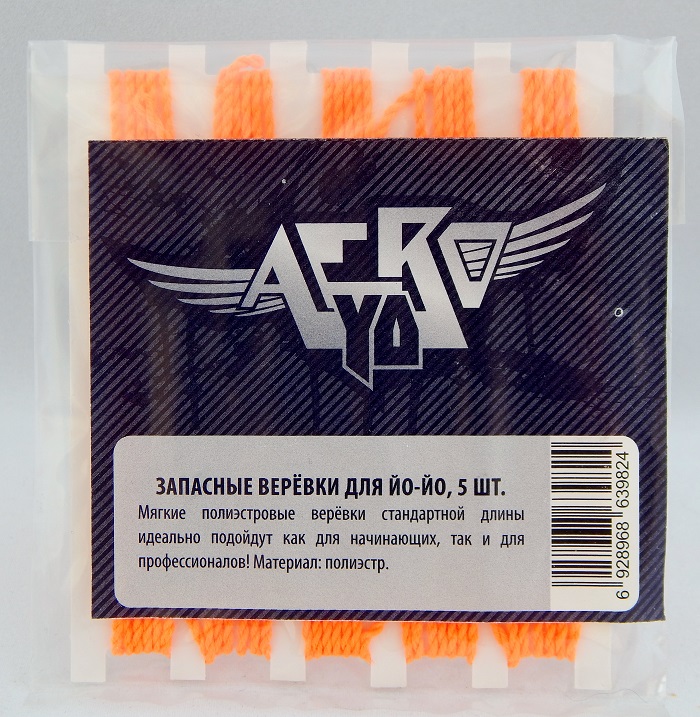 AERO
YO
ЗАПАСНЫЕ ВЕРЁВКИ ДЛЯ ЙО-ЙО, 5 ШТ.
Мягкие полиэстровые верёвки стандартной длины
идеально подойдут как для начинающих, так и для
профессионалов! Материал: полиэстр.
6 928968 639824